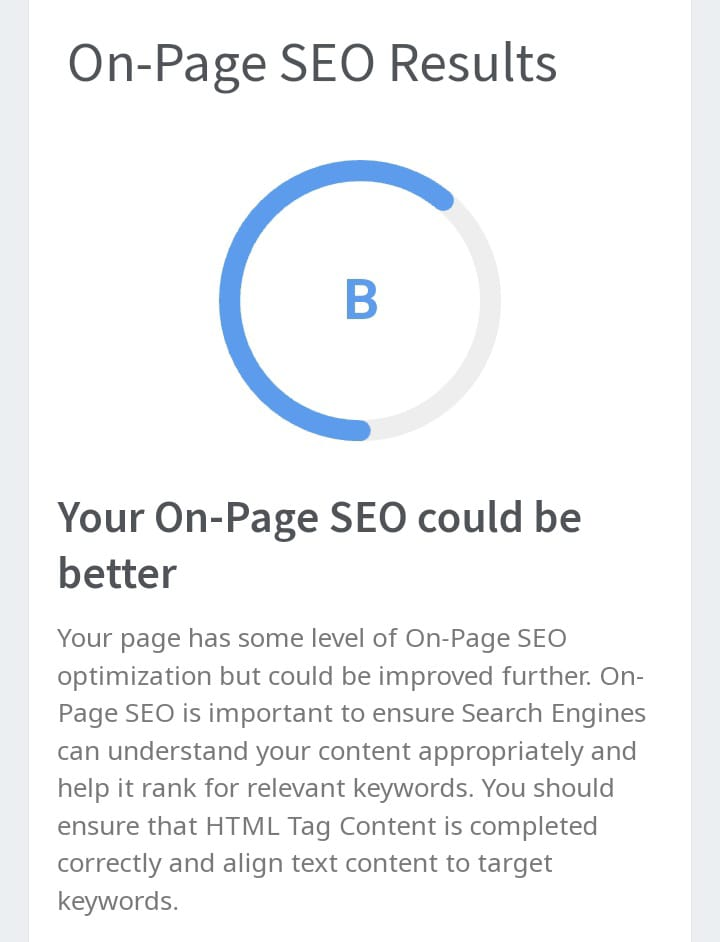 On-Page SEO Results
B
Your On-Page SEO could be
better
Your page has some level of On-Page SEO
optimization but could be improved further. On-
Page SEO is important to ensure Search Engines
can understand your content appropriately and
help it rank for relevant keywords. You should
ensure that HTML Tag Content is completed
correctly and align text content to target
keywords.